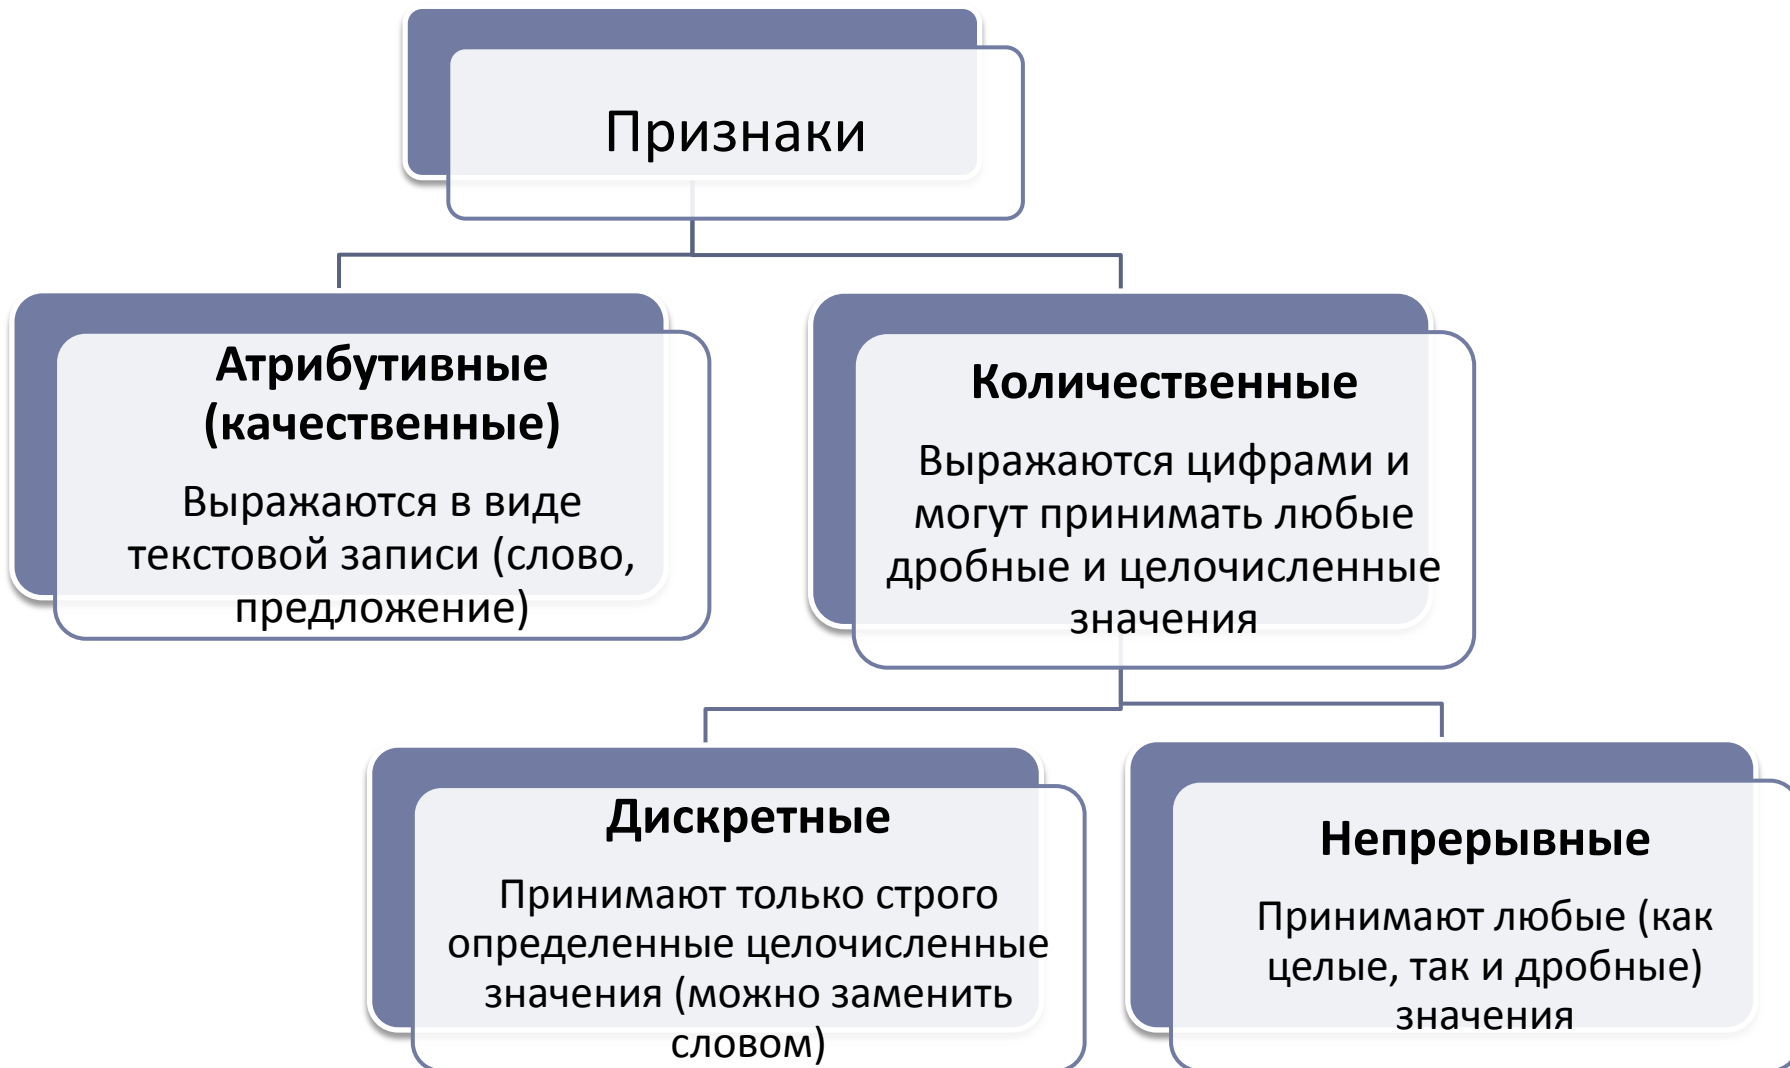 Признаки
Атрибутивные
(качественные)
Выражаются в виде
текстовой записи (слово,
предложение)
Количественные
Выражаются цифрами и
могут принимать любые
дробные и целочисленные
значения
Дискретные
Принимают только строго
определенные целочисленные
значения (можно заменить
словом)
Непрерывные
Принимают любые (как
целые, так и дробные)
значения